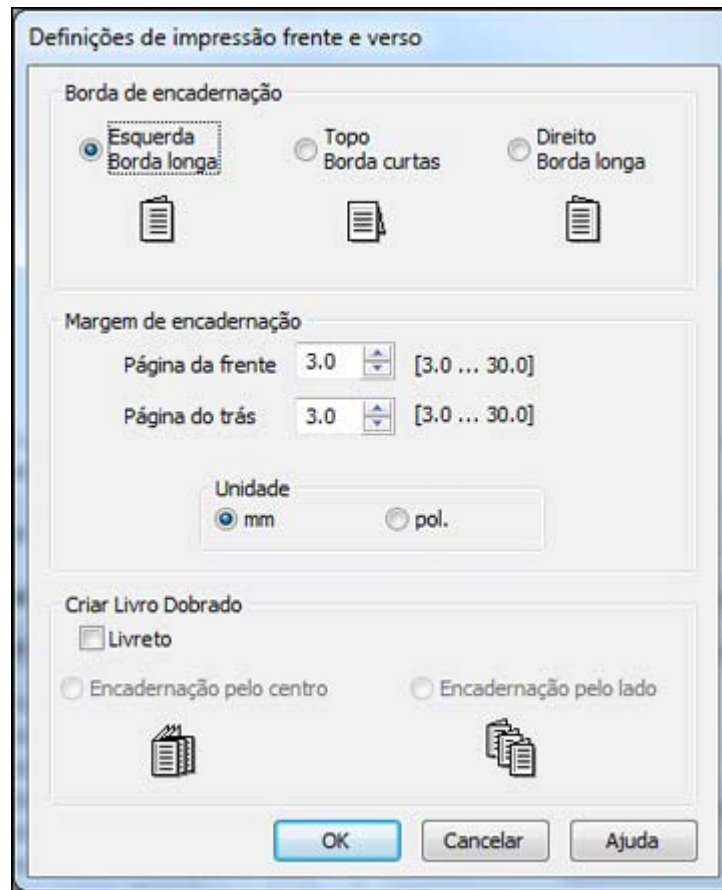 Definições de impressão frente e verso
Borda de encadernação
Esquerda
Borda longa
Topo
Borda curtas
Direito
Borda longa
Margem de encadernação
Página da frente 3.0 [3.0 ... 30.0]
Página do trás 3.0 [3.0 ... 30.0]
Unidade
mm pol.
Criar Livro Dobrado
Livreto
Encadernação pelo centro Encadernação pelo lado
OK Cancelar Ajuda